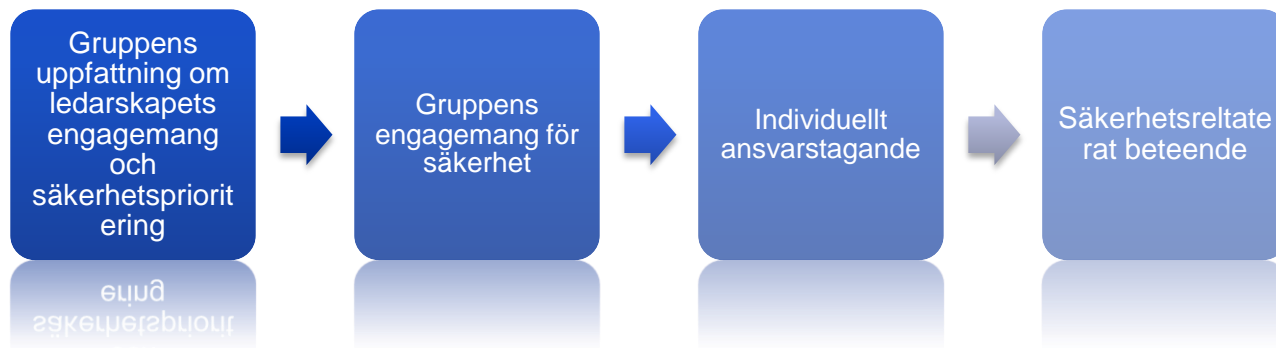 Gruppens
uppfattning om
ledarskapets
engagemang
och
säkerhetspriorit
ering
Gruppens
engagemang för
säkerhet
Individuellt
ansvarstagande
Säkerhetsreltate
rat beteende